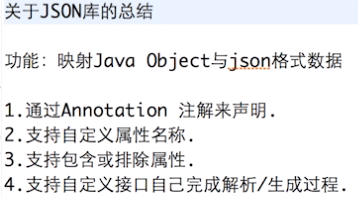 关于JSON库的总结
功能：映射Java Object与json格式数据
1.通过Annotation 注解来声明.
2.支持自定义属性名称.
3.支持包含或排除属性.
4.支持自定义接口自己完成解析/生成过程.